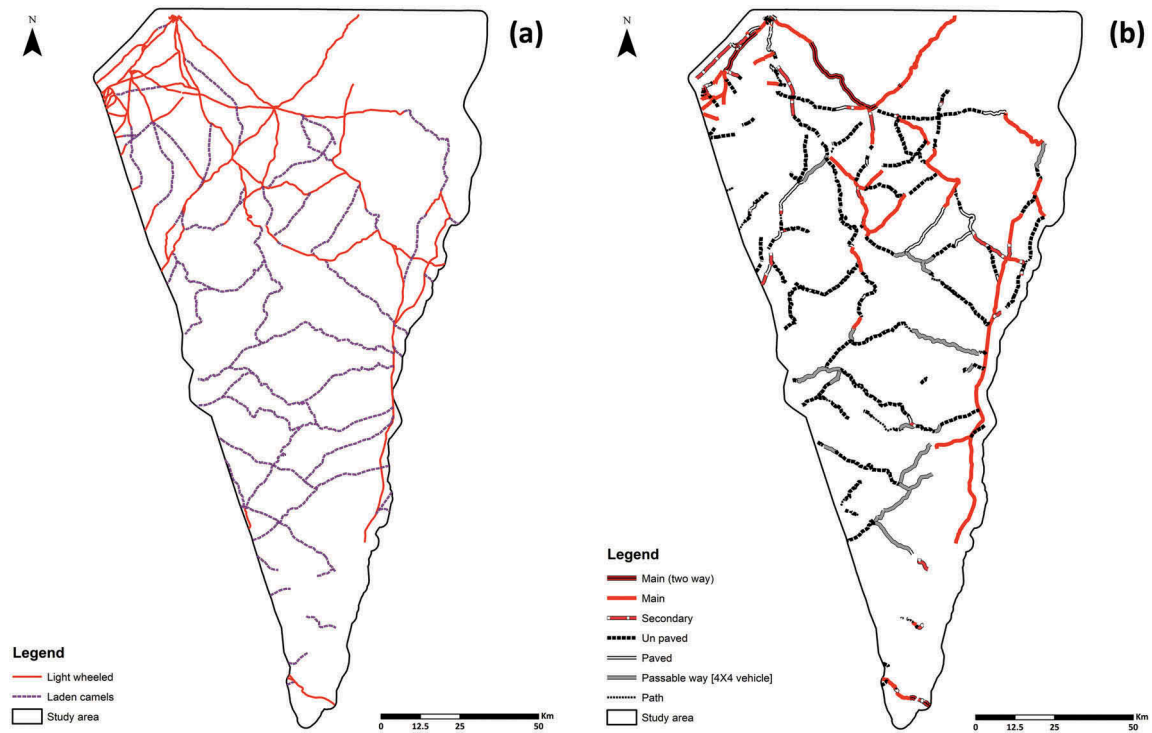 N
(a)
Legend
Light wheeled
Laden camels
Study area
Km
0 12.5 25 50
N
(b)
Legend
Main (two way)
Main
Secondary
Un paved
Paved
Passable way [4X4 vehicle]
Path
Study area
Km
0 12.5 25 50